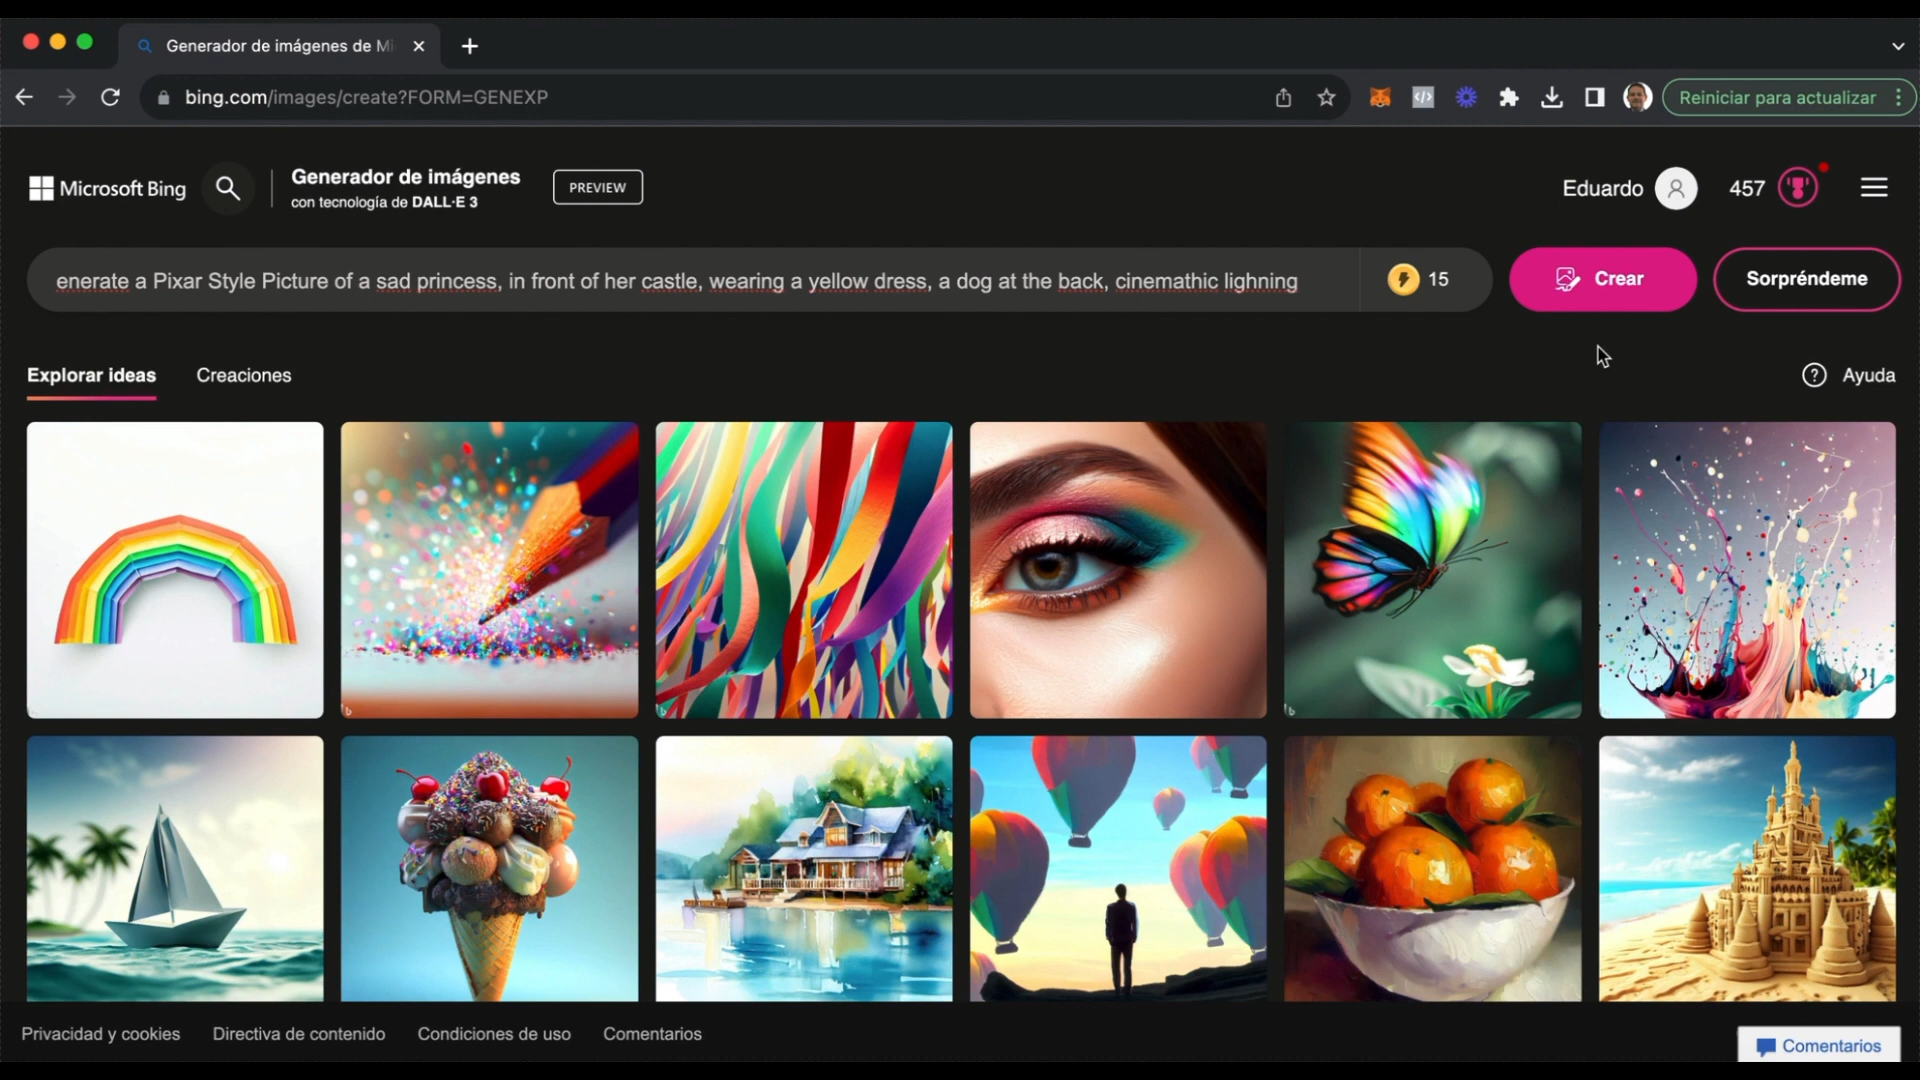 Generador de imágenes de Mi
bing.com/images/create?FORM=GENEXP
Reiniciar para actualizar
Microsoft Bing
Generador de imágenes
con tecnología de DALL·E 3
PREVIEW
Eduardo
457
enerate a Pixar Style Picture of a sad princess, in front of her castle, wearing a yellow dress, a dog at the back, cinemathic lighning
15
Crear
Sorpréndeme
Explorar ideas
Creaciones
Ayuda
Privacidad y cookies
Directiva de contenido
Condiciones de uso
Comentarios
Comentarios